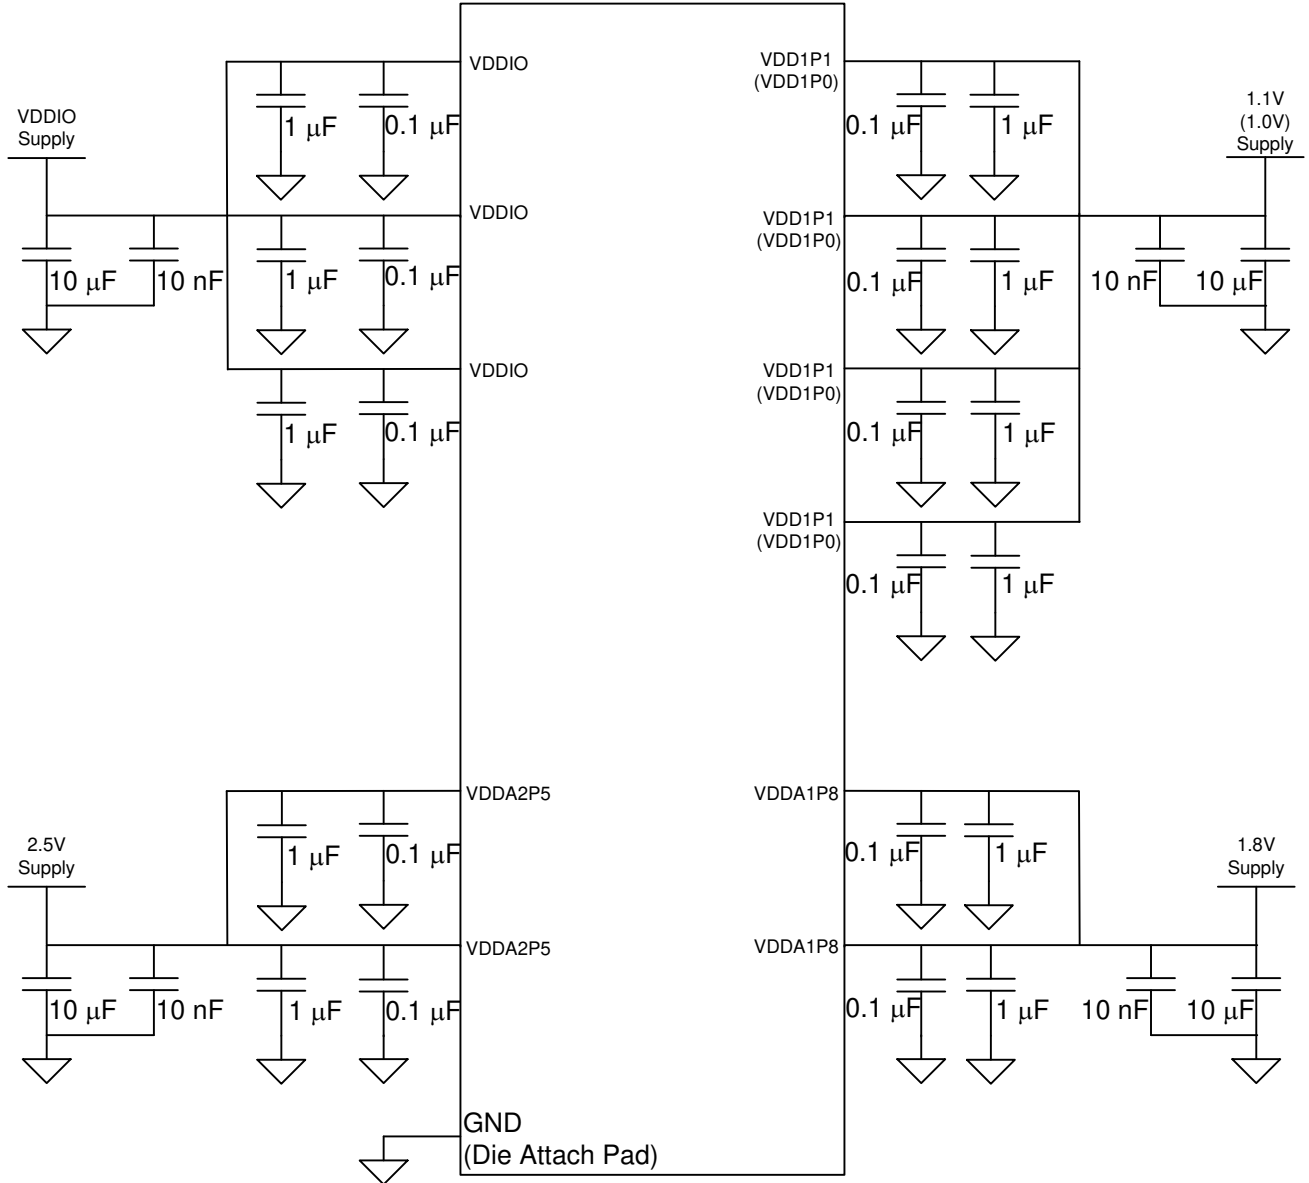 VDDIO
VDD1P1
(VDD1P0)
VDDIO
Supply
1 µF
0.1 µF
0.1 µF
1 µF
1.1V
(1.0V)
Supply
VDDIO
VDD1P1
(VDD1P0)
10 µF
10 nF
1 µF
0.1 µF
0.1 µF
1 µF
10 nF
10 µF
VDDIO
VDD1P1
(VDD1P0)
1 µF
0.1 µF
0.1 µF
1 µF
VDD1P1
(VDD1P0)
0.1 µF
1 µF
VDDA2P5
VDDA1P8
2.5V
Supply
1 µF
0.1 µF
0.1 µF
1 µF
1.8V
Supply
VDDA2P5
VDDA1P8
10 µF
10 nF
1 µF
0.1 µF
0.1 µF
1 µF
10 nF
10 µF
GND
(Die Attach Pad)